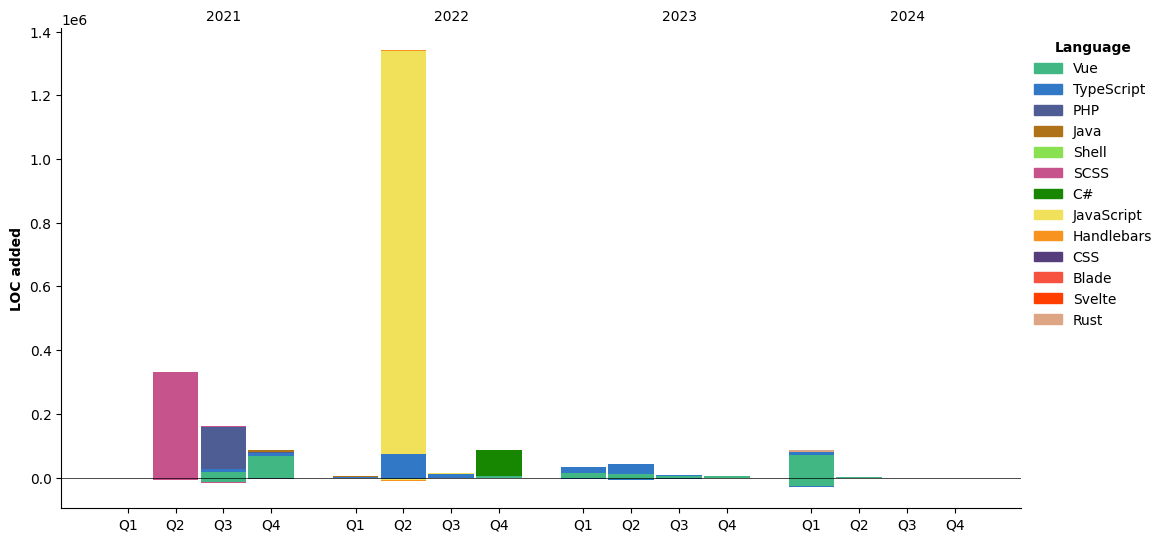 2021 2022 2023 2024
1e6
1.4
1.2
1.0
0.8
0.6
0.4
0.2
0.0
LOC added
Q1 Q2 Q3 Q4 Q1 Q2 Q3 Q4 Q1 Q2 Q3 Q4 Q1 Q2 Q3 Q4
Language
Vue
TypeScript
PHP
Java
Shell
SCSS
C#
JavaScript
Handlebars
CSS
Blade
Svelte
Rust